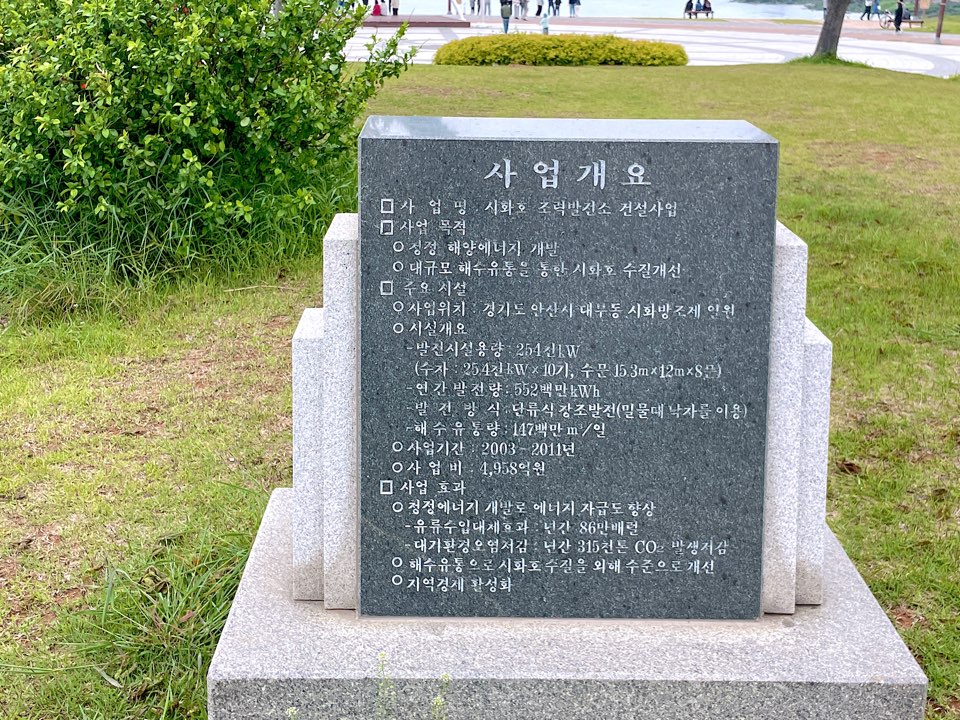 사업개요
□ 사 업 명 : 시화호 조력발전소 건설사업
□ 사업 목적
○ 청정 해양에너지 개발
○ 대규모 해수유통을 통한 시화호 수질개선
□ 주요 시설
○ 사업위치 : 경기도 안산시 대부동 시화방조제 일원
○ 시설개요
- 발전시설용량 : 254천kW
(수차 : 25.4천kW×10기, 수문 15.3m×12m×8문)
- 연간 발전량 : 552백만kWh
- 발 전 방 식 : 단류식 창조발전(밀물때 낙차를 이용)
- 해 수 유 통 량 : 147백만 m³/일
○ 사업기간 : 2003~2011년
○ 사 업 비 : 4,958억원
□ 사업 효과
○ 청정에너지 개발로 에너지 자급도 향상
- 유류수입대체효과 : 년간 86만배럴
- 대기환경오염저감 : 년간 315천톤 CO₂ 발생저감
○ 해수유통으로 시화호수질을 외해 수준으로 개선
○ 지역경제 활성화